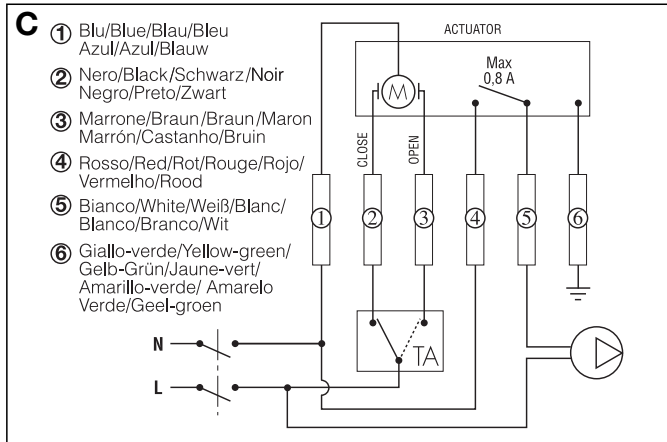 C
① Blu/Blue/Blau/Bleu
Azul/Azul/Blauw
② Nero/Black/Schwarz/Noir
Negro/Preto/Zwart
③ Marrone/Braun/Braun/Maron
Marrón/Castanho/Bruin
④ Rosso/Red/Rot/Rouge/Rojo/
Vermelho/Rood
⑤ Bianco/White/Weiß/Blanc/
Blanco/Branco/Wit
⑥ Giallo-verde/Yellow-green/
Gelb-Grün/Jaune-vert/
Amarillo-verde/ Amarelo
Verde/Geel-groen
ACTUATOR
Max
0,8 A
M
CLOSE
OPEN
① ② ③ ④ ⑤ ⑥
TA
N
L